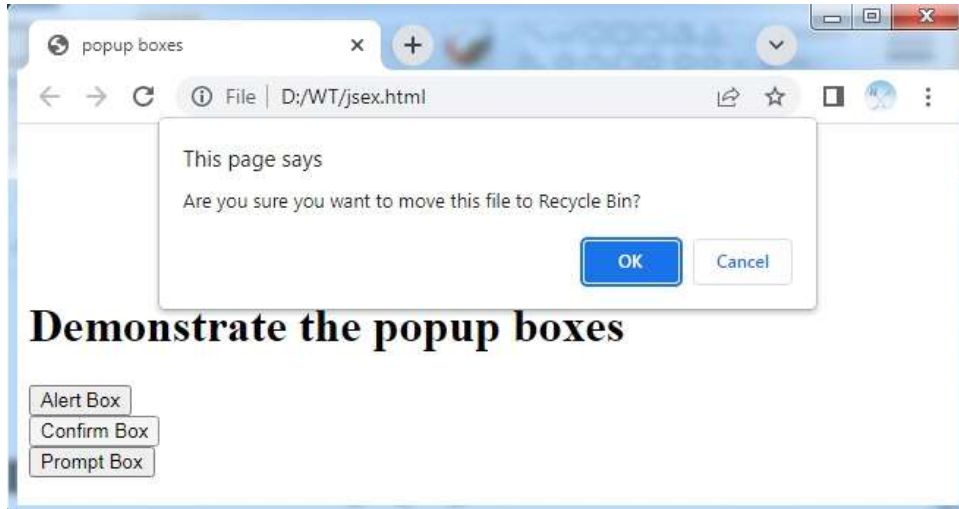 popup boxes
File | D:/WT/jsex.html
This page says
Are you sure you want to move this file to Recycle Bin?
OK Cancel
Demonstrate the popup boxes
Alert Box
Confirm Box
Prompt Box